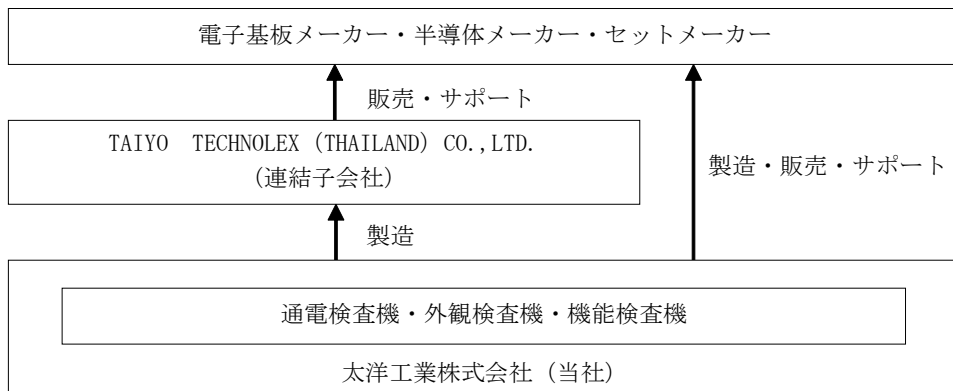 電子基板メーカー・半導体メーカー・セットメーカー
販売・サポート
TAIYO TECHNOLEX (THAILAND) CO.,LTD.
(連結子会社)
製造・販売・サポート
製造
通電検査機・外観検査機・機能検査機
太洋工業株式会社 (当社)